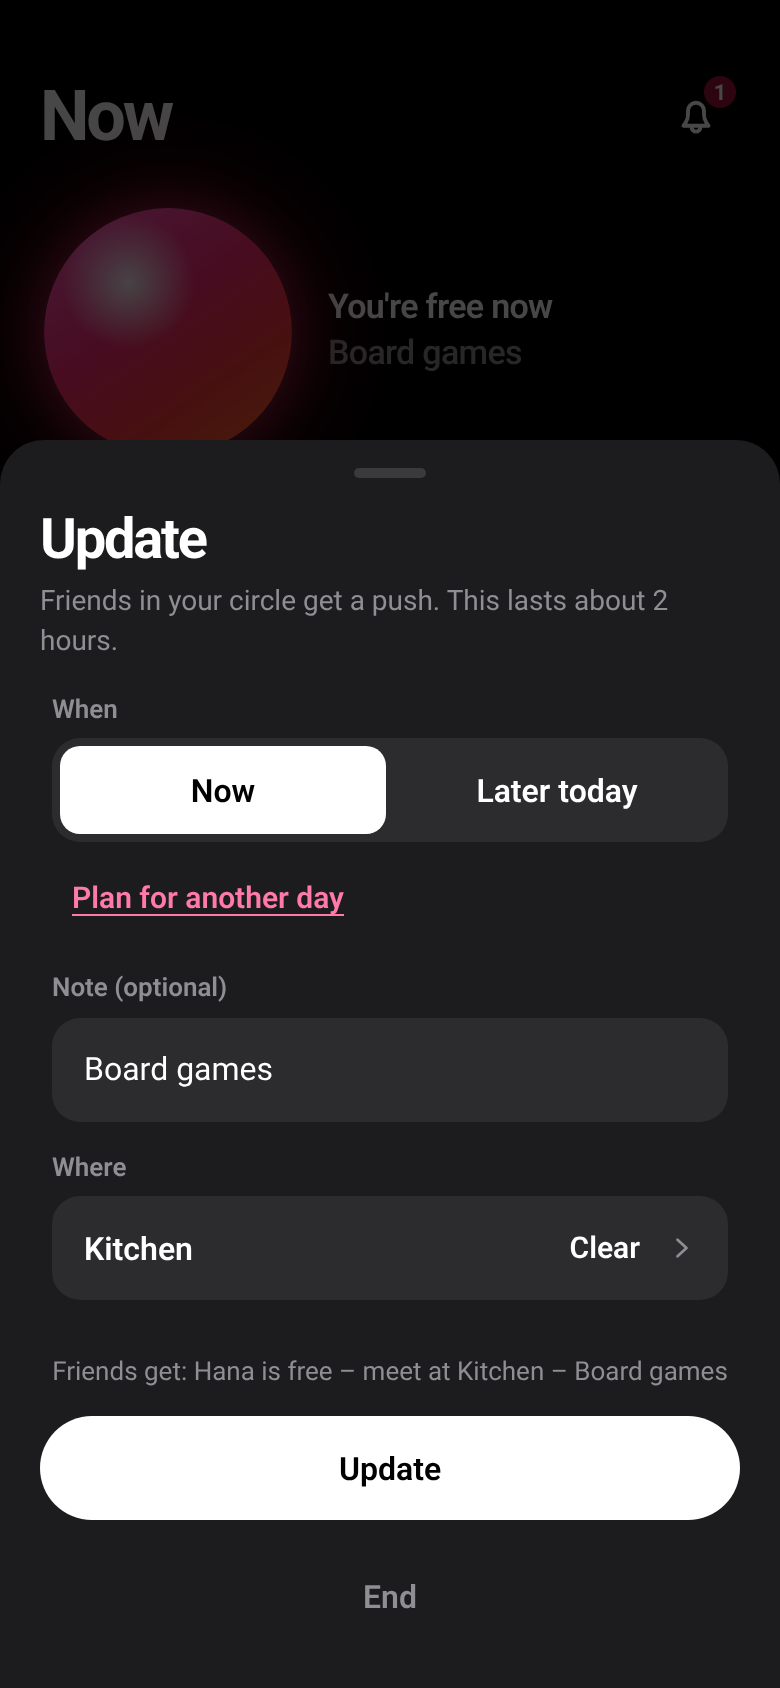 Now
1
You're free now
Board games
Update
Friends in your circle get a push. This lasts about 2
hours.
When
Now
Later today
Plan for another day
Note (optional)
Board games
Where
Kitchen
Clear
Friends get: Hana is free – meet at Kitchen – Board games
Update
End